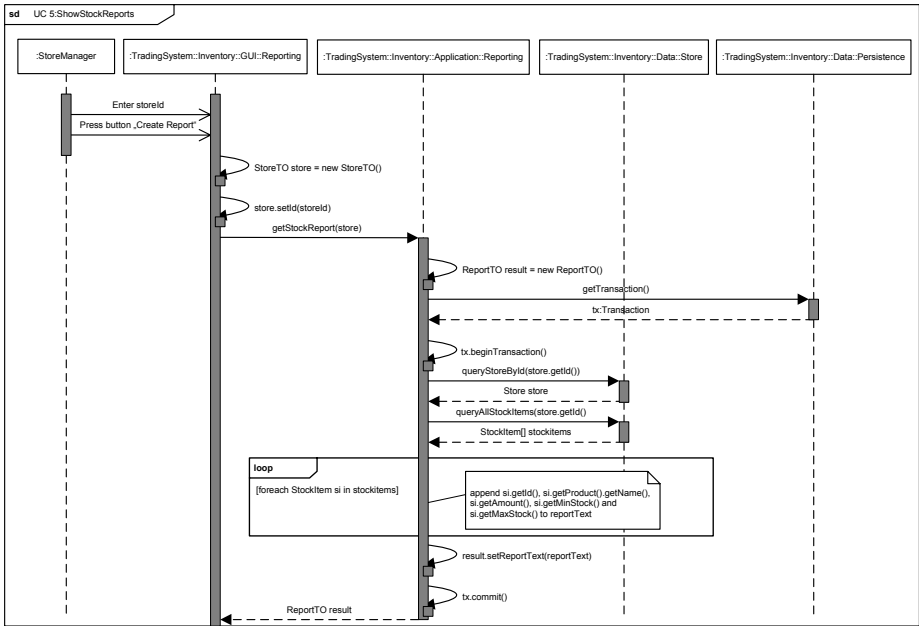 sd UC 5:ShowStockReports
:StoreManager
:TradingSystem::Inventory::GUI::Reporting
:TradingSystem::Inventory::Application::Reporting
:TradingSystem::Inventory::Data::Store
:TradingSystem::Inventory::Data::Persistence
Enter storeId
Press button „Create Report“
StoreTO store = new StoreTO()
store.setId(storeId)
getStockReport(store)
ReportTO result = new ReportTO()
getTransaction()
tx:Transaction
tx.beginTransaction()
queryStoreById(store.getId())
Store store
queryAllStockItems(store.getId()
StockItem[] stockitems
loop
[foreach StockItem si in stockitems]
append si.getId(), si.getProduct().getName(),
si.getAmount(), si.getMinStock() and
si.getMaxStock() to reportText
result.setReportText(reportText)
tx.commit()
ReportTO result